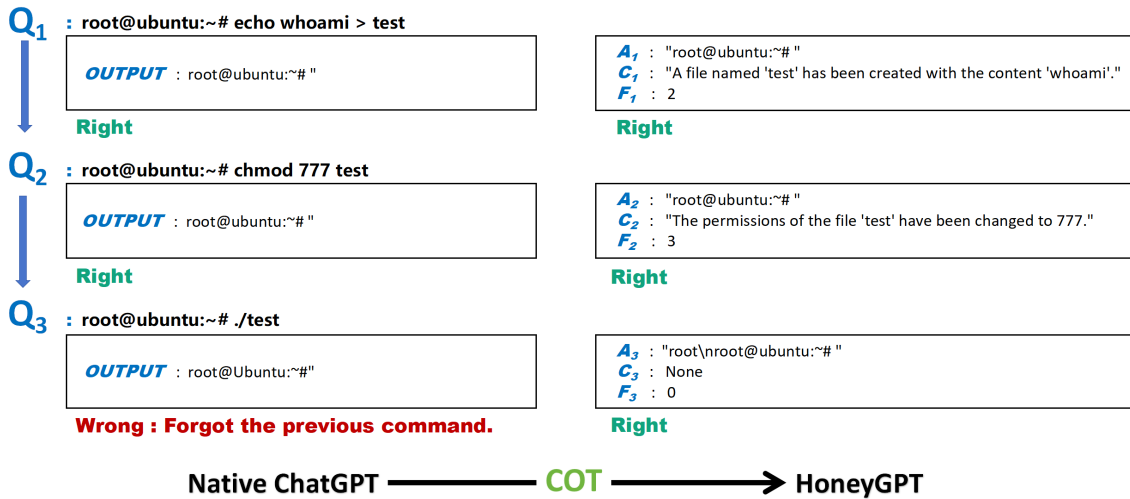 Q1 : root@ubuntu:~# echo whoami > test
OUTPUT : root@ubuntu:~# "
Right
A1 : "root@ubuntu:~# "
C1 : "A file named 'test' has been created with the content 'whoami'."
F1 : 2
Right
Q2 : root@ubuntu:~# chmod 777 test
OUTPUT : root@ubuntu:~# "
Right
A2 : "root@ubuntu:~# "
C2 : "The permissions of the file 'test' have been changed to 777."
F2 : 3
Right
Q3 : root@ubuntu:~# ./test
OUTPUT : root@Ubuntu:~#"
Wrong : Forgot the previous command.
A3 : "root\nroot@ubuntu:~# "
C3 : None
F3 : 0
Right
Native ChatGPT COT HoneyGPT